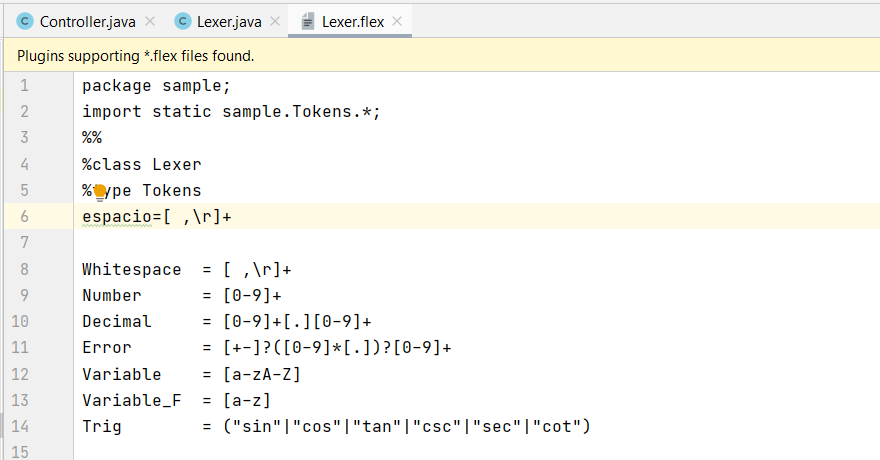 Controller.java Lexer.java Lexer.flex
Plugins supporting *.flex files found.
1 package sample;
2 import static sample.Tokens.*;
3 %%
4 %class Lexer
5 %type Tokens
6 espacio=[ ,\r]+
7
8 Whitespace = [ ,\r]+
9 Number = [0-9]+
10 Decimal = [0-9]+[.][0-9]+
11 Error = [+-]?([0-9]*[.])?[0-9]+
12 Variable = [a-zA-Z]
13 Variable_F = [a-z]
14 Trig = ("sin"|"cos"|"tan"|"csc"|"sec"|"cot")
15